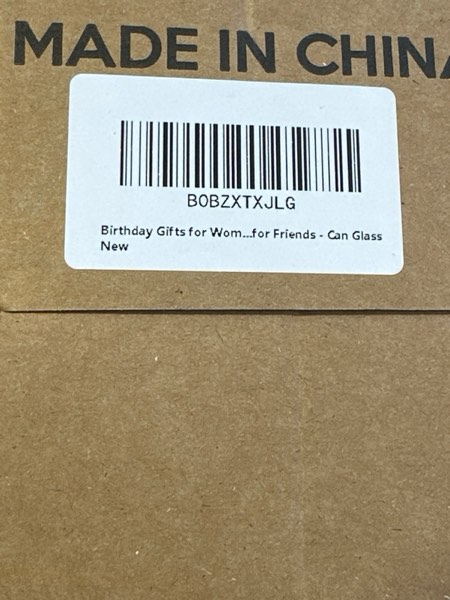 MADE IN CHINA
B0BZXTXJLG
Birthday Gifts for Wom...for Friends - Can Glass
New